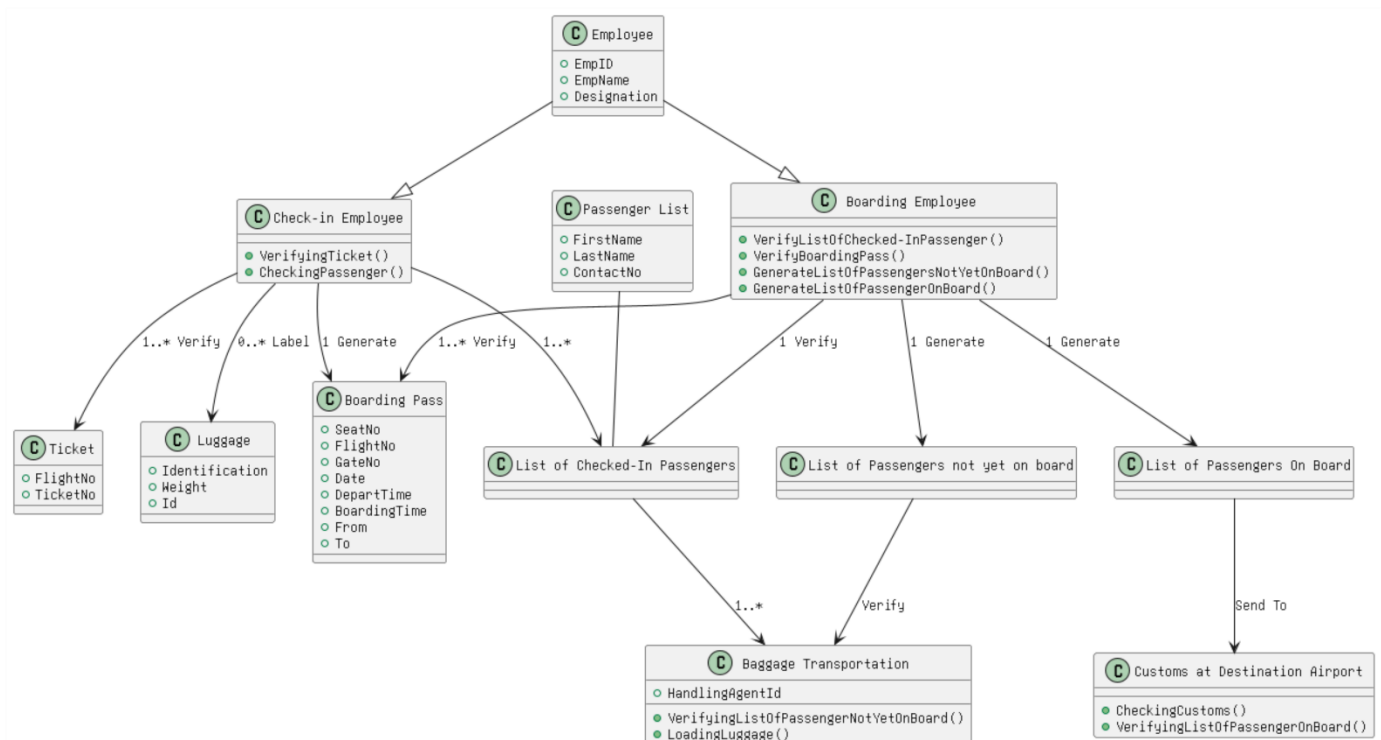 C Employee
EmpID
EmpName
Designation
C Check-in Employee
VerifyingTicket()
CheckingPassenger()
C Passenger List
FirstName
LastName
ContactNo
C Boarding Employee
VerifyListOfChecked-InPassenger()
VerifyBoardingPass()
GenerateListOfPassengersNotYetOnBoard()
GenerateListOfPassengerOnBoard()
1..* Verify
0..* Label
1 Generate
1..* Verify
1..*
1 Verify
1 Generate
1 Generate
C Ticket
FlightNo
TicketNo
C Luggage
Identification
Weight
Id
C Boarding Pass
SeatNo
FlightNo
GateNo
Date
DepartTime
BoardingTime
From
To
C List of Checked-In Passengers
C List of Passengers not yet on board
C List of Passengers On Board
1..*
Verify
Send To
C Baggage Transportation
HandlingAgentId
VerifyingListOfPassengerNotYetOnBoard()
LoadingLuggage()
C Customs at Destination Airport
CheckingCustoms()
VerifyingListOfPassengerOnBoard()